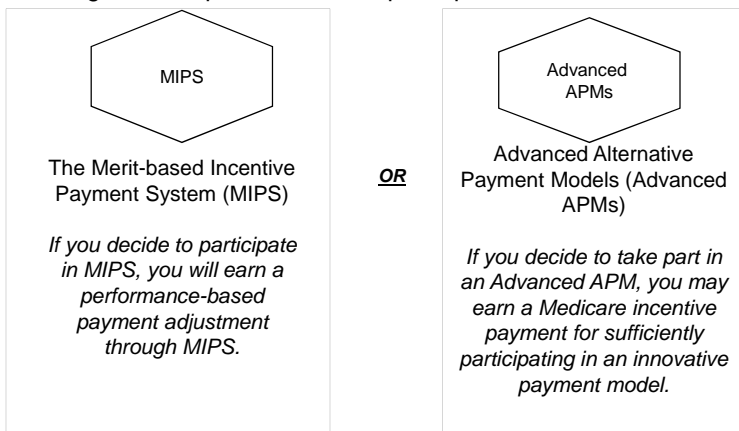 MIPS
The Merit-based Incentive
Payment System (MIPS)
If you decide to participate
in MIPS, you will earn a
performance-based
payment adjustment
through MIPS.
OR
Advanced
APMs
Advanced Alternative
Payment Models (Advanced
APMs)
If you decide to take part in
an Advanced APM, you may
earn a Medicare incentive
payment for sufficiently
participating in an innovative
payment model.